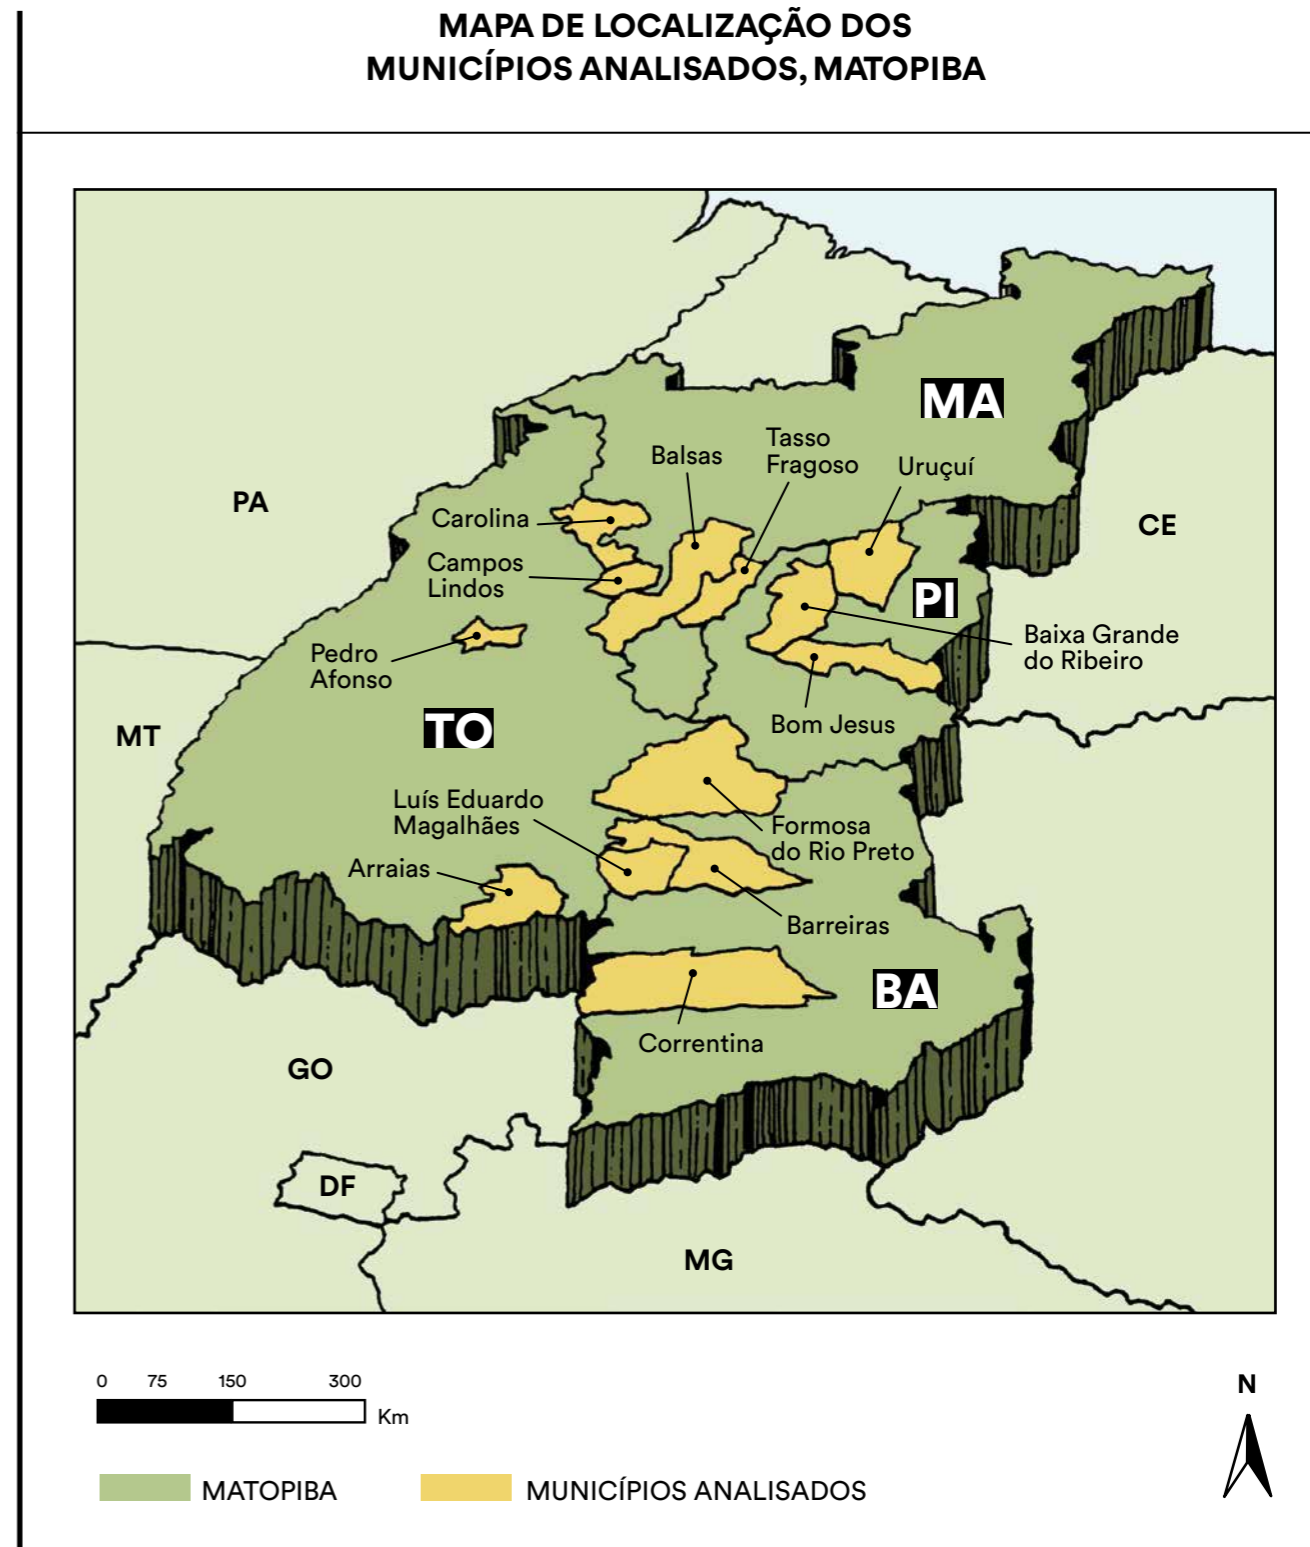 MAPA DE LOCALIZAÇÃO DOS
MUNICÍPIOS ANALISADOS, MATOPIBA
MA
Tasso
Fragoso
Balsas
Uruçuí
PA
Carolina
CE
Campos
Lindos
PI
Baixa Grande
do Ribeiro
Pedro
Afonso
Bom Jesus
TO
MT
Luís Eduardo
Magalhães
Formosa
do Rio Preto
Arraias
Barreiras
BA
Correntina
GO
DF
MG
0 75 150 300
Km
N
MATOPIBA
MUNICÍPIOS ANALISADOS